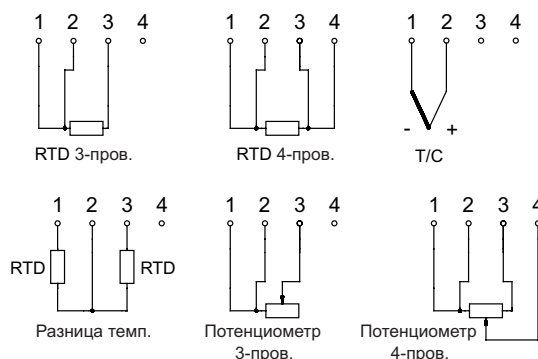 1 2 3 4
1 2 3 4
1 2 3 4
- +
RTD 3-пров.
RTD 4-пров.
T/C
1 2 3 4
1 2 3
1 2 3 4
RTD
RTD
Разница темп.
Потенциометр
3-пров.
Потенциометр
4-пров.